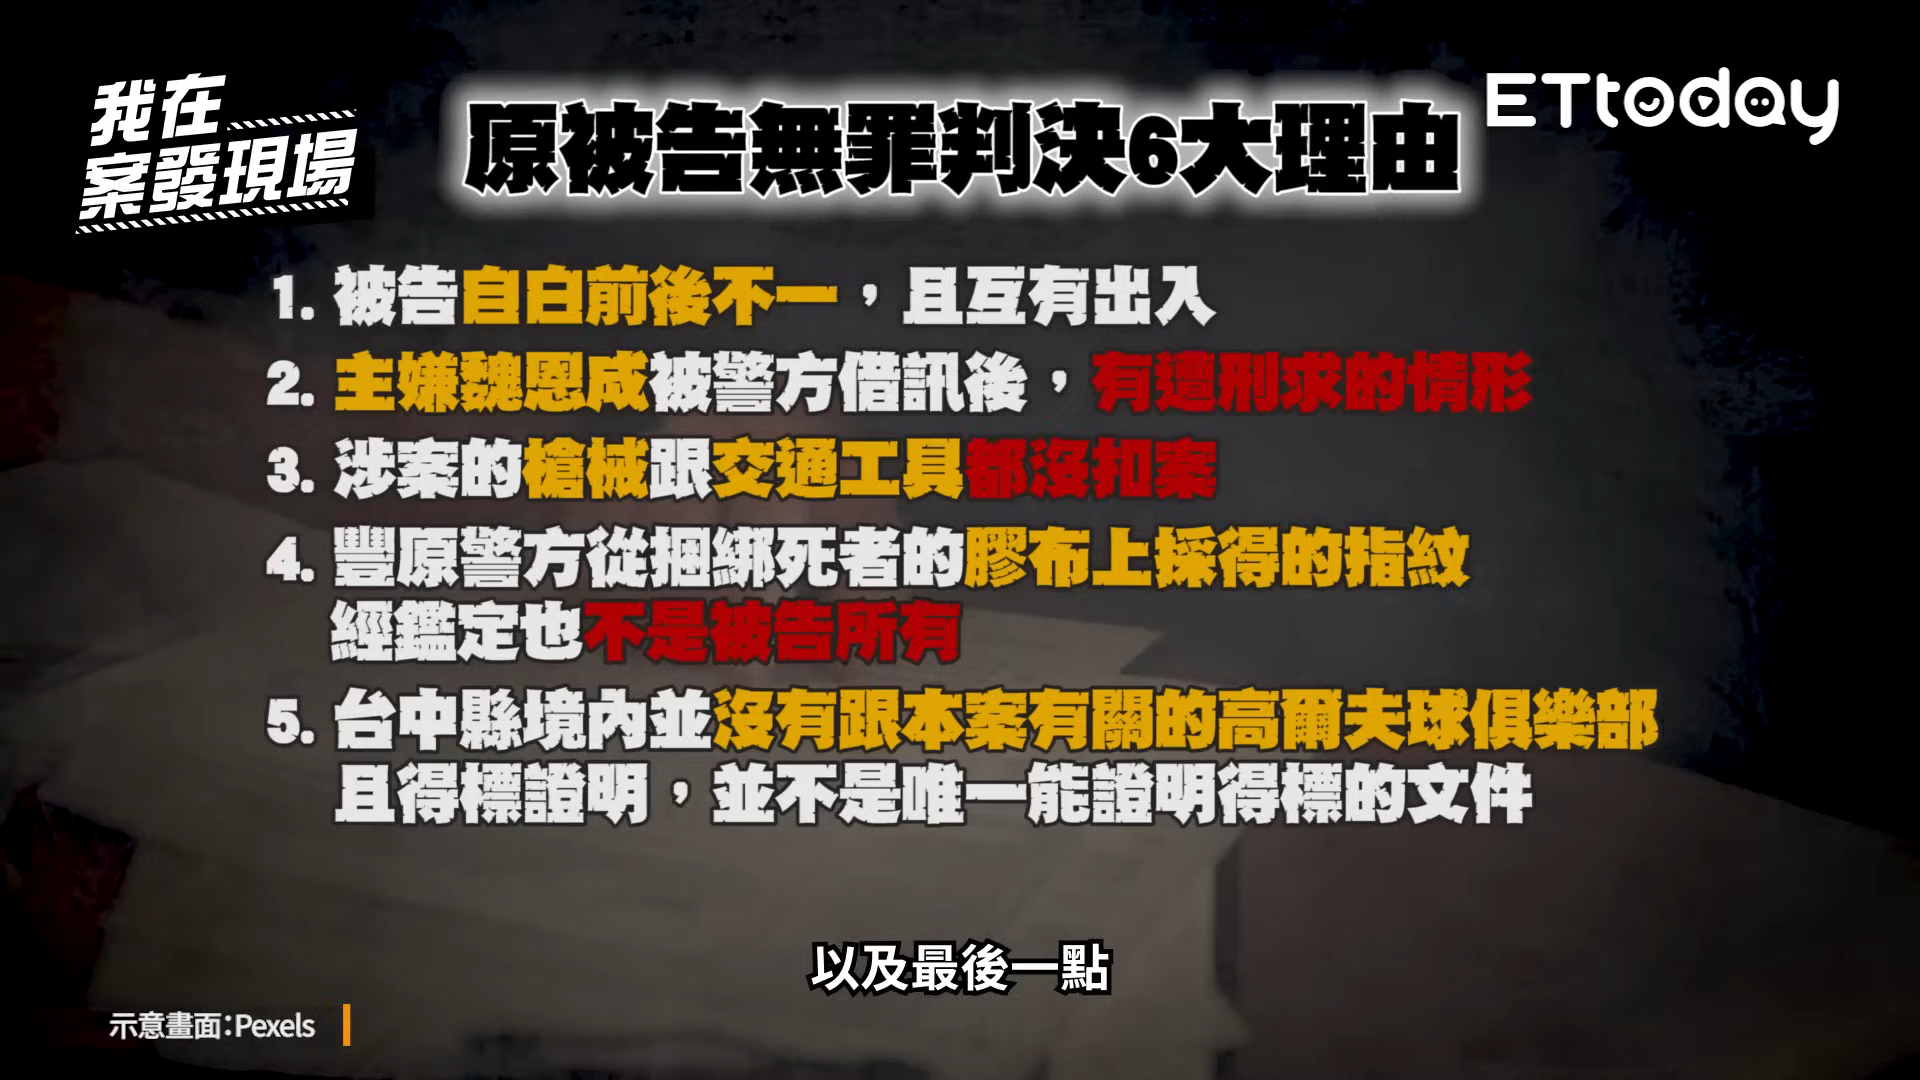 我在
案發現場
原被告無罪判決6大理由
ETtoday
1. 被告自白前後不一，且互有出入
2. 主嫌魏恩成被警方借訊後，有遭刑求的情形
3. 涉案的槍械跟交通工具都沒扣案
4. 豐原警方從捆綁死者的膠布上採得的指紋
經鑑定也不是被告所有
5. 台中縣境內並沒有跟本案有關的高爾夫球俱樂部
且得標證明，並不是唯一能證明得標的文件
以及最後一點
示意畫面：Pexels